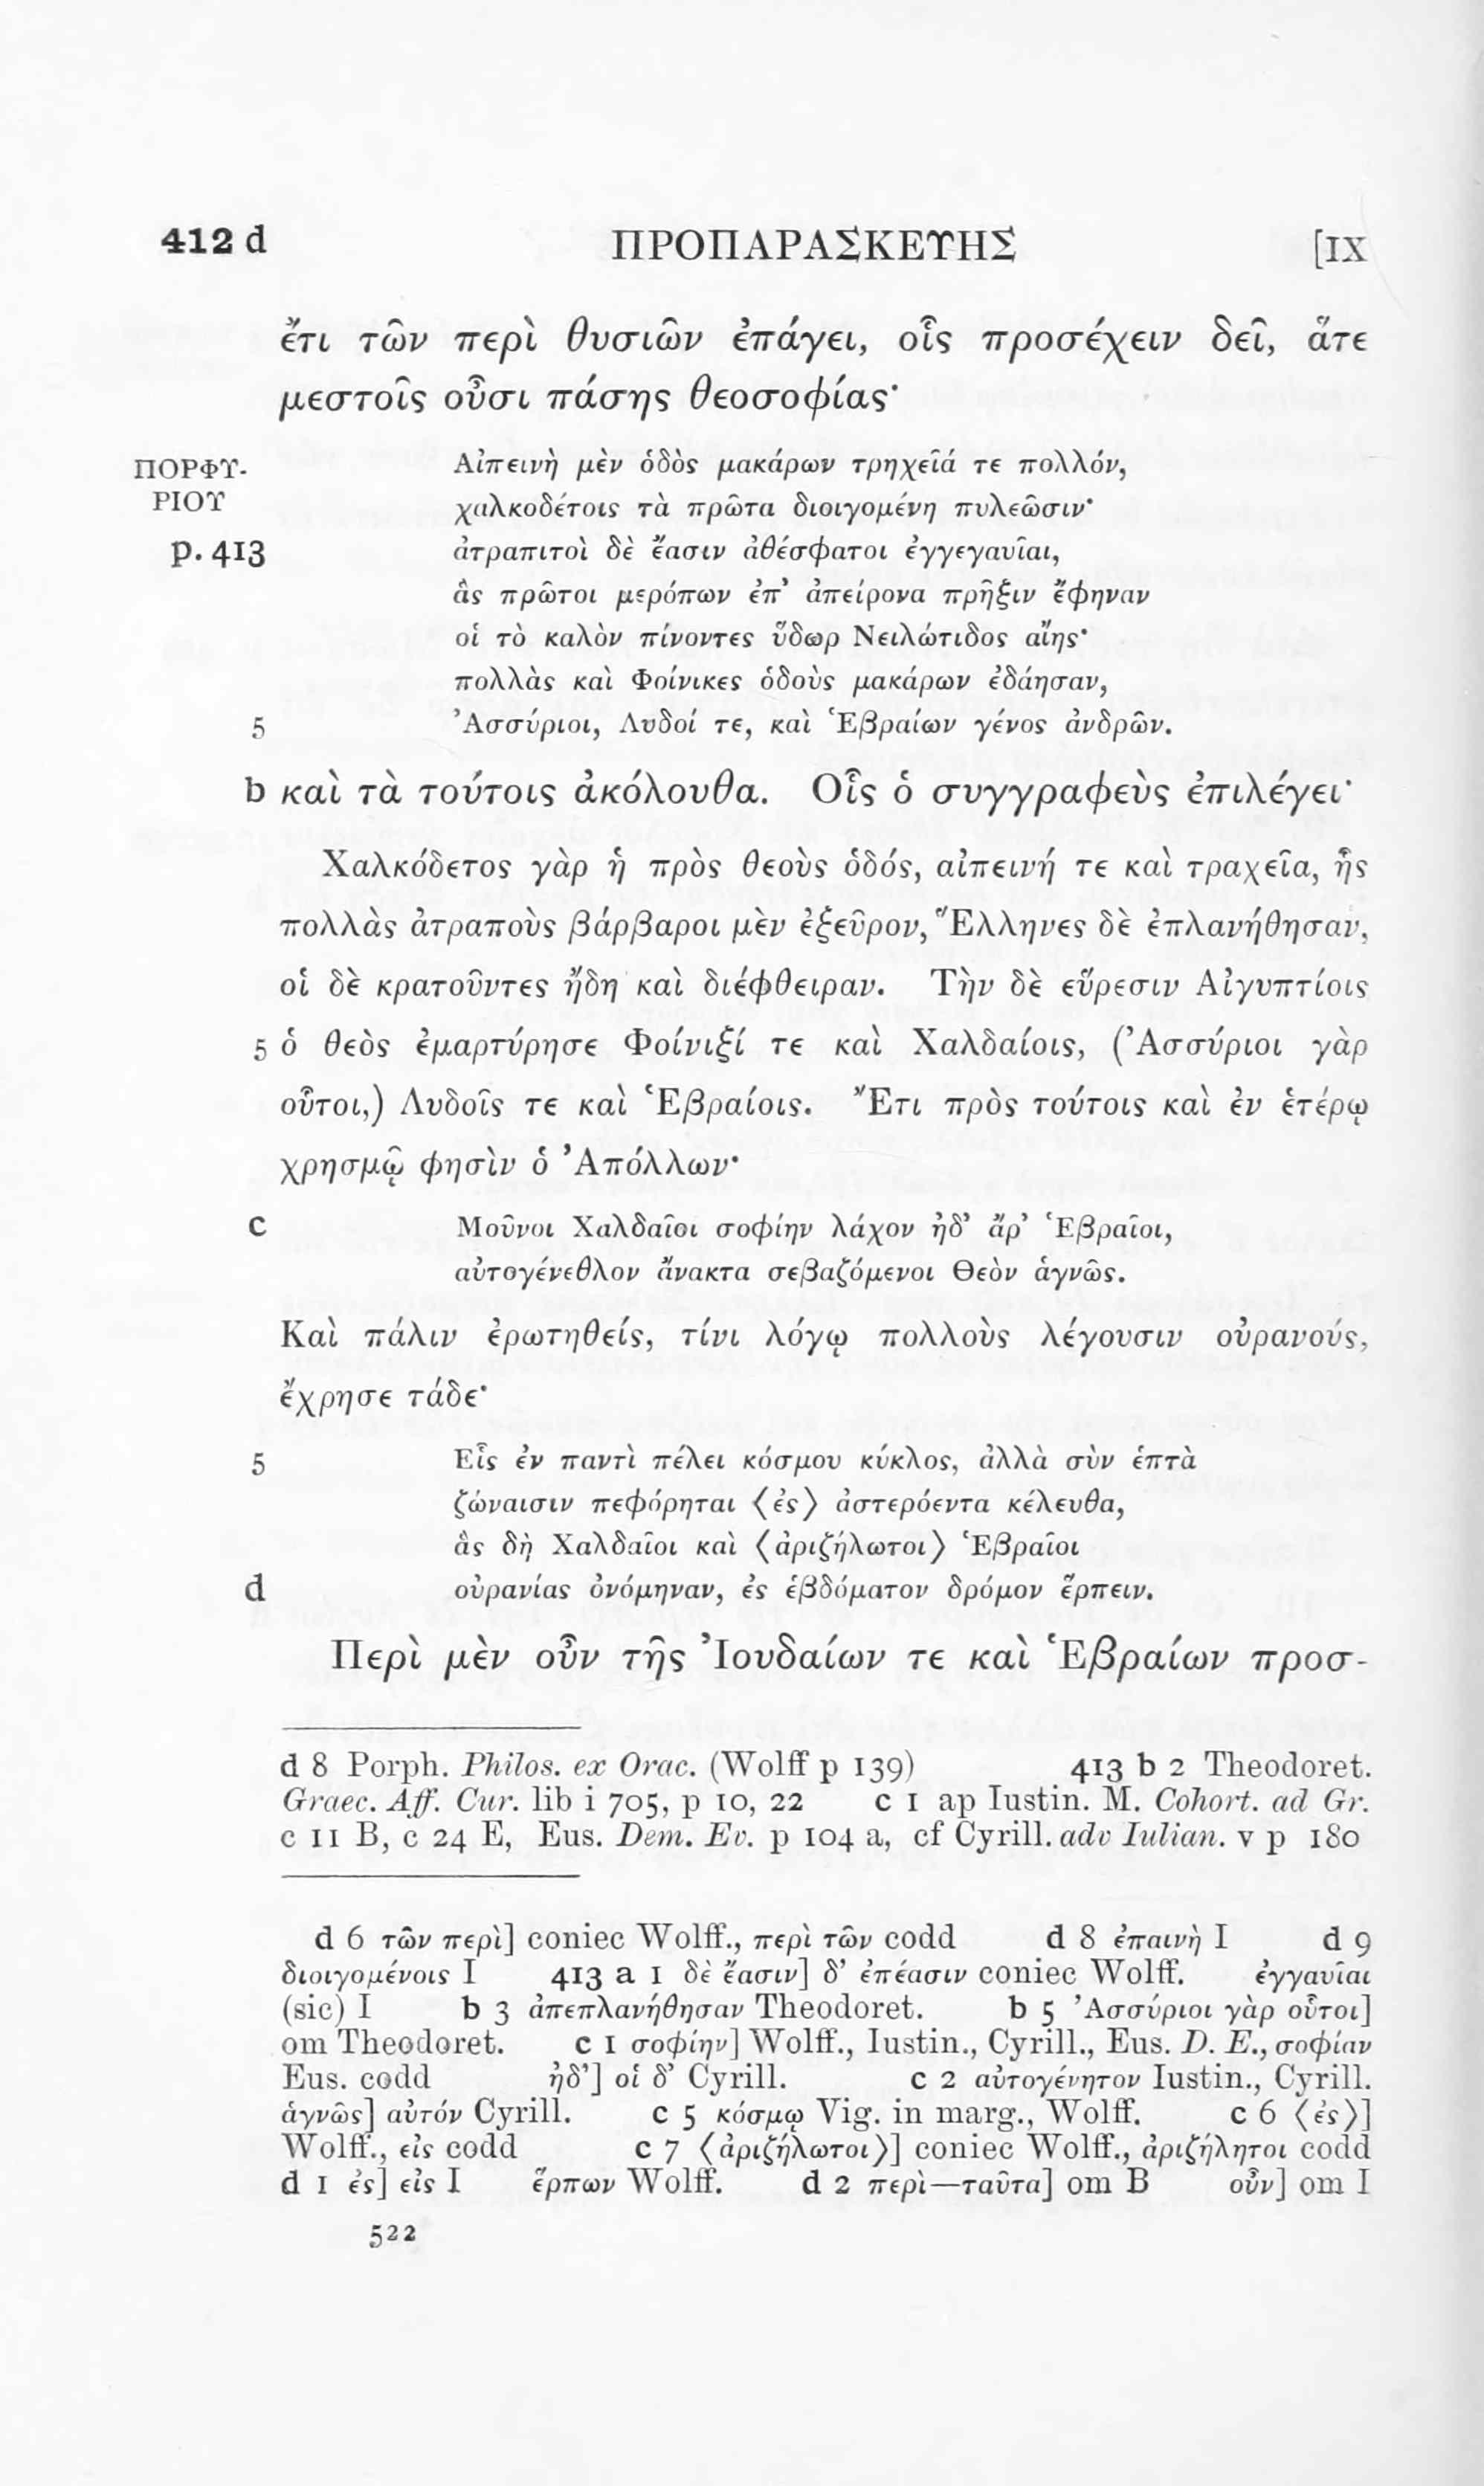 412 d ΠΡΟΠΑΡΑΣΚΕΥΗΣ [IX
ἔτι τῶν περὶ θυσιῶν ἐπάγει, οἷς προσέχειν δεῖ, ἅτε
μεστοῖς οὖσι πάσης θεοσοφίας·
ΠΟΡΦΥ- Αἰπεινὴ μὲν ὁδὸς μακάρων τρηχεῖά τε πολλόν,
ΡΙΟΥ χαλκοδέτοις τὰ πρῶτα διοιγομένη πυλεῶσιν·
p. 413 ἀτραπιτοὶ δὲ ἔασιν ἀθέσφατοι ἐγγεγαυῖαι,
ἃς πρῶτοι μερόπων ἐπ’ ἀπείρονα πρῆξιν ἔφηναν
οἱ τὸ καλὸν πίνοντες ὕδωρ Νειλώτιδος αἴης·
πολλὰς καὶ Φοίνικες ὁδοὺς μακάρων ἐδάησαν,
5 Ἀσσύριοι, Λυδοί τε, καὶ Ἑβραίων γένος ἀνδρῶν.
b καὶ τὰ τούτοις ἀκόλουθα. Οἷς ὁ συγγραφεὺς ἐπιλέγει·
Χαλκόδετος γὰρ ἡ πρὸς θεοὺς ὁδός, αἰπεινή τε καὶ τραχεῖα, ἧς
πολλὰς ἀτραποὺς βάρβαροι μὲν ἐξεῦρον, Ἕλληνες δὲ ἐπλανήθησαν,
οἱ δὲ κρατοῦντες ἤδη καὶ διέφθειραν. Τὴν δὲ εὕρεσιν Αἰγυπτίοις
5 ὁ θεὸς ἐμαρτύρησε Φοίνιξί τε καὶ Χαλδαίοις, (Ἀσσύριοι γὰρ
οὗτοι,) Λυδοῖς τε καὶ Ἑβραίοις. Ἔτι πρὸς τούτοις καὶ ἐν ἑτέρῳ
χρησμῷ φησὶν ὁ Ἀπόλλων·
c Μοῦνοι Χαλδαῖοι σοφίην λάχον ἠδ’ ἄρ’ Ἑβραῖοι,
αὐτογένεθλον ἄνακτα σεβαζόμενοι Θεὸν ἁγνῶς.
Καὶ πάλιν ἐρωτηθείς, τίνι λόγῳ πολλοὺς λέγουσιν οὐρανούς,
ἔχρησε τάδε·
5 Εἷς ἐν παντὶ πέλει κόσμου κύκλος, ἀλλὰ σὺν ἑπτὰ
ζώναισιν πεφόρηται ⟨ἐς⟩ ἀστερόεντα κέλευθα,
ἃς δὴ Χαλδαῖοι καὶ ⟨ἀριζήλωτοι⟩ Ἑβραῖοι
d οὐρανίας ὀνόμηναν, ἐς ἑβδόματον δρόμον ἕρπειν.
Περὶ μὲν οὖν τῆς Ἰουδαίων τε καὶ Ἑβραίων προσ-
d 8 Porph. Philos. ex Orac. (Wolff p 139) 413 b 2 Theodoret.
Graec. Aff. Cur. lib i 705, p 10, 22 c 1 ap Iustin. M. Cohort. ad Gr.
c 11 B, c 24 E, Eus. Dem. Ev. p 104 a, cf Cyrill. adv Iulian. v p 180
d 6 τῶν περὶ] coniec Wolff., περὶ τῶν codd d 8 ἐπαινὴ I d 9
διοιγομένοις I 413 a 1 δὲ ἔασιν] δ’ ἐπέασιν coniec Wolff. ἐγγαυῖαι
(sic) I b 3 ἀπεπλανήθησαν Theodoret. b 5 Ἀσσύριοι γὰρ οὗτοι]
om Theodoret. c 1 σοφίην] Wolff., Iustin., Cyrill., Eus. D. E., σοφίαν
Eus. codd ἠδ’] οἱ δ’ Cyrill. c 2 αὐτογένητον Iustin., Cyrill.
ἁγνῶς] αὐτόν Cyrill. c 5 κόσμῳ Vig. in marg., Wolff. c 6 ⟨ἐς⟩]
Wolff., εἰς codd c 7 ⟨ἀριζήλωτοι⟩] coniec Wolff., ἀριζήλητοι codd
d 1 ἐς] εἰς I ἕρπων Wolff. d 2 περὶ—ταῦτα] om B οὖν] om I
522